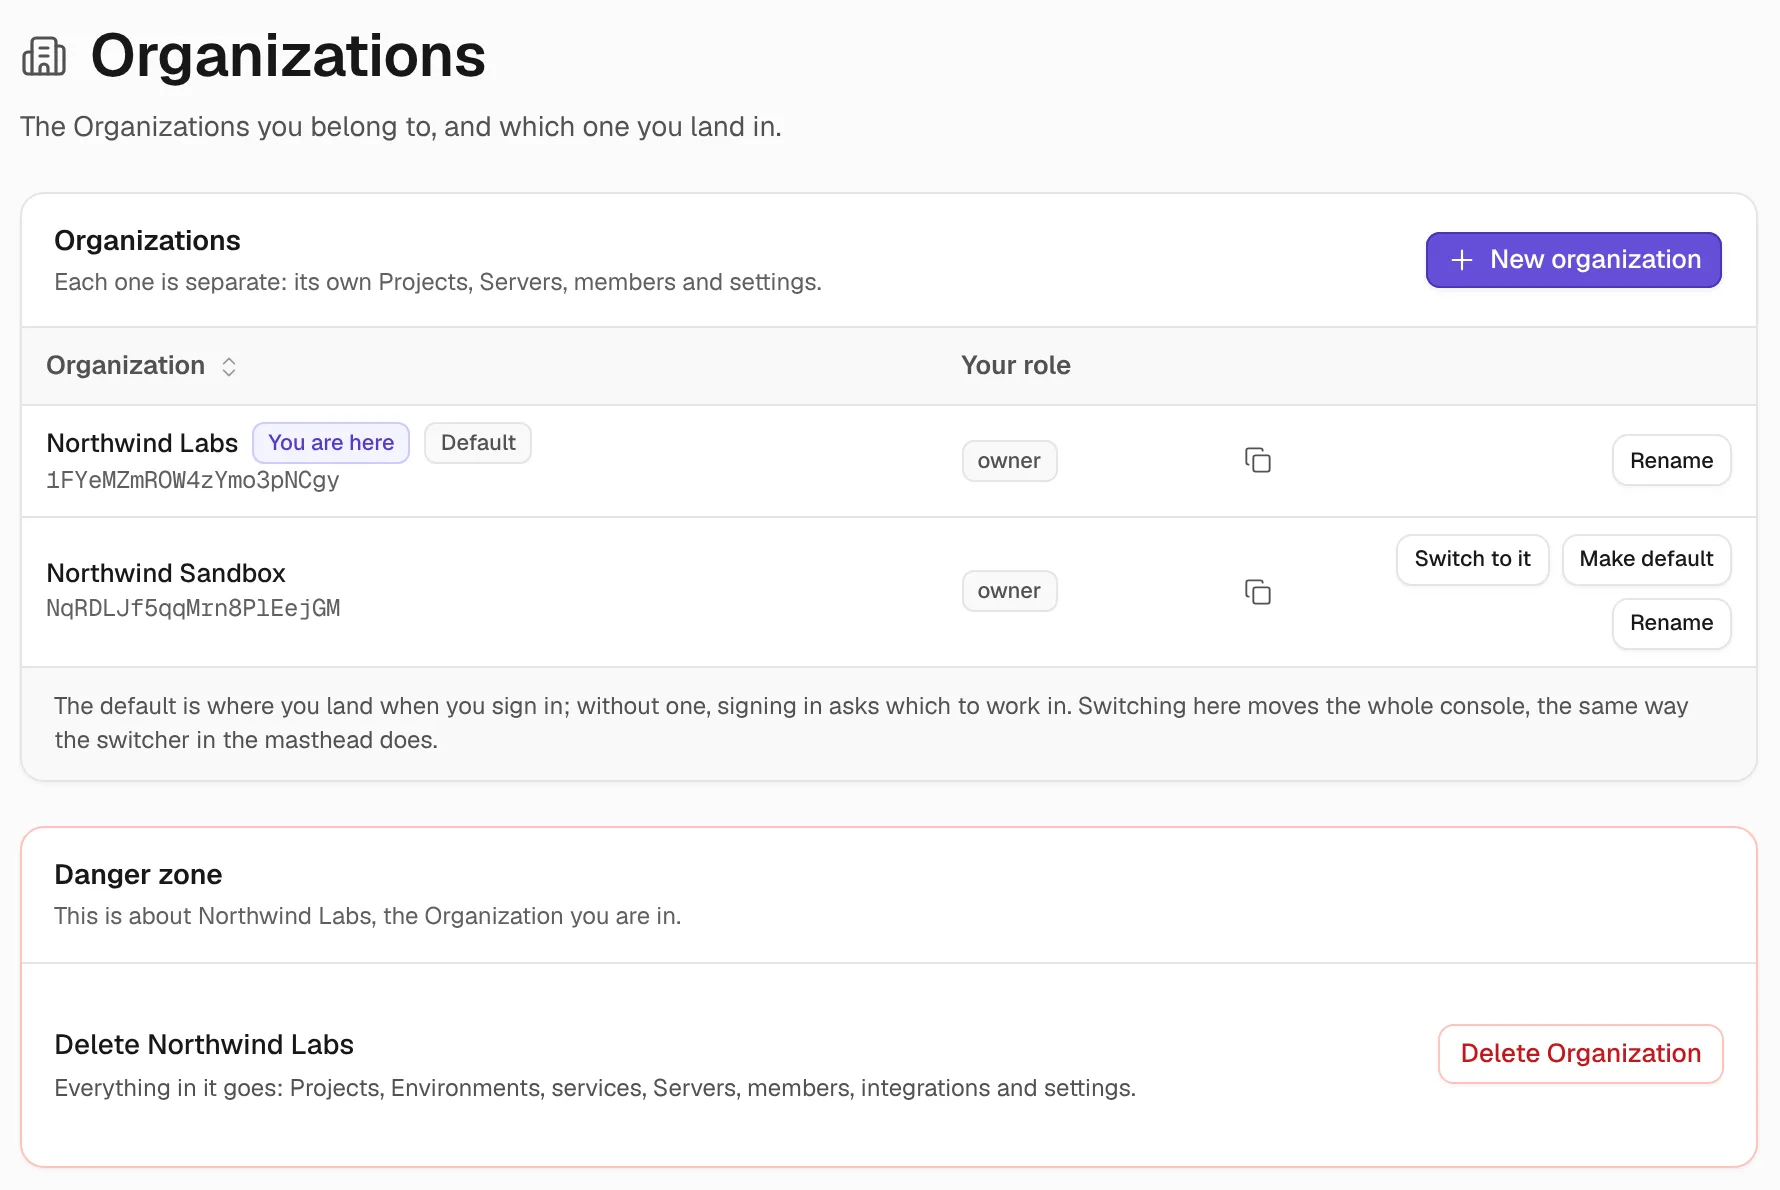 Organizations
The Organizations you belong to, and which one you land in.
Organizations
Each one is separate: its own Projects, Servers, members and settings.
New organization
Organization
Your role
Northwind Labs
You are here
Default
1FYeMZmROW4zYmo3pNCgy
owner
Rename
Northwind Sandbox
NqRDLJf5qqMrn8PlEejGM
owner
Switch to it
Make default
Rename
The default is where you land when you sign in; without one, signing in asks which to work in. Switching here moves the whole console, the same way
the switcher in the masthead does.
Danger zone
This is about Northwind Labs, the Organization you are in.
Delete Northwind Labs
Everything in it goes: Projects, Environments, services, Servers, members, integrations and settings.
Delete Organization